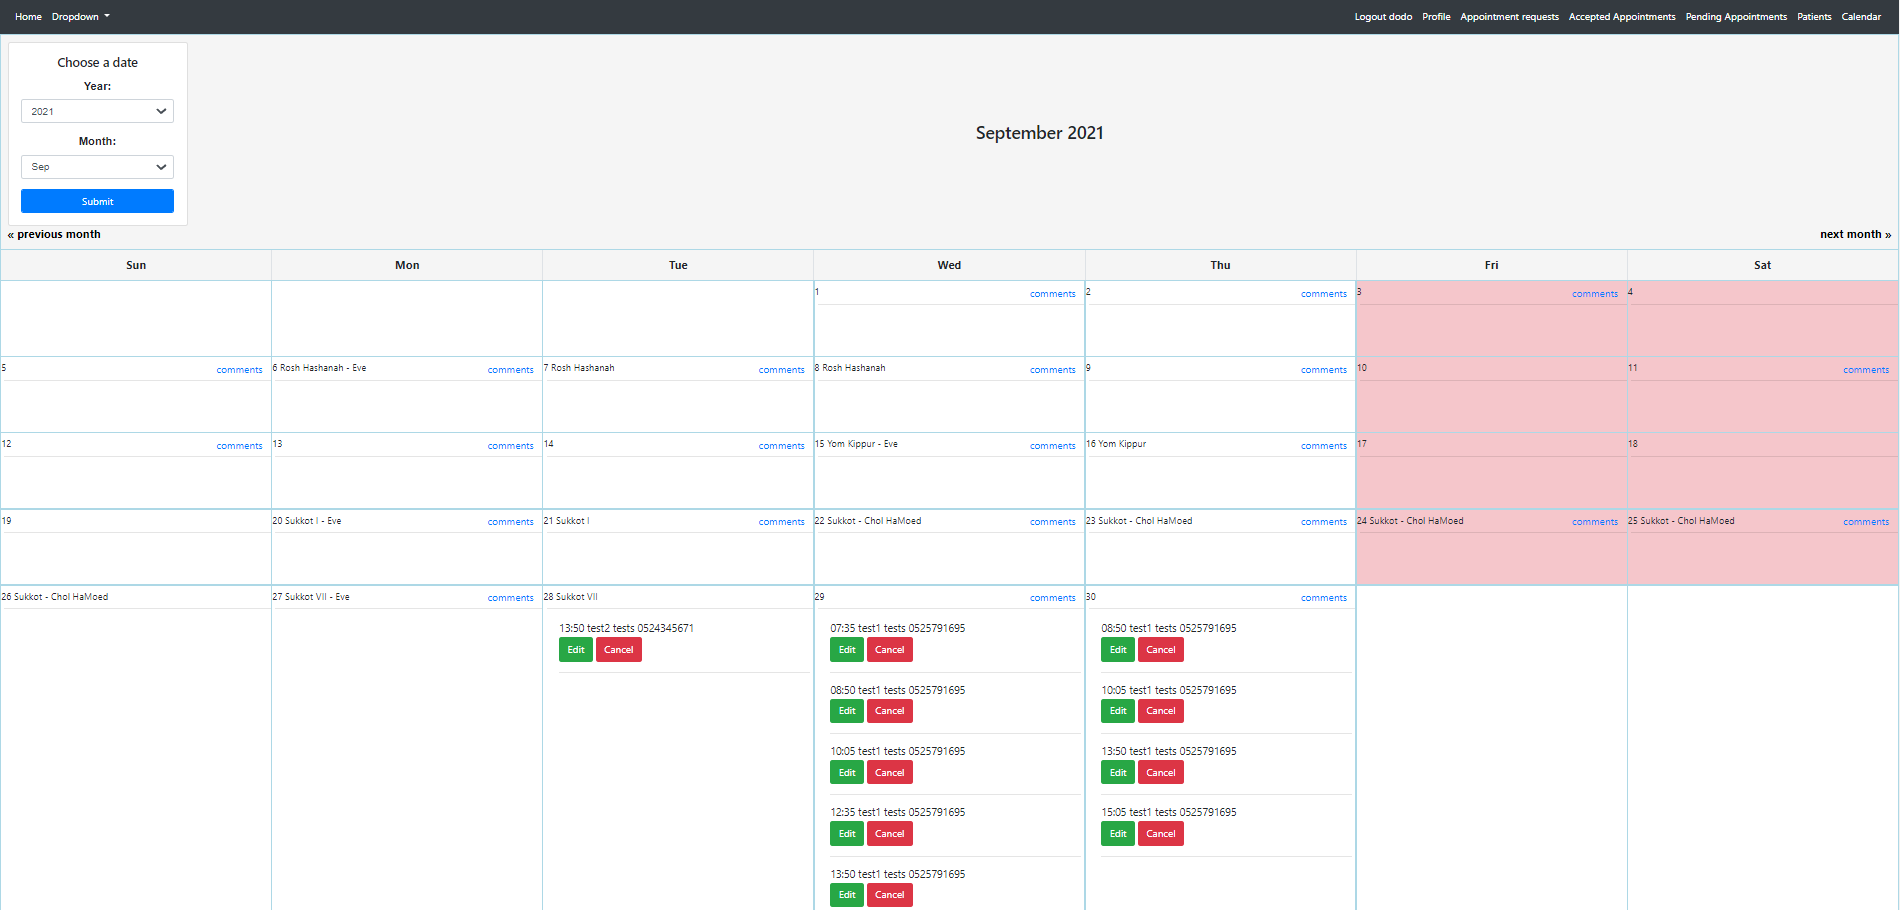 Home Dropdown Logout dodo Profile Appointment requests Accepted Appointments Pending Appointments Patients Calendar
Choose a date
Year:
2021
Month:
Sep
Submit
September 2021
« previous month next month »
Sun Mon Tue Wed Thu Fri Sat
1 comments 2 comments 3 comments 4
5 comments 6 Rosh Hashanah - Eve comments 7 Rosh Hashanah comments 8 Rosh Hashanah comments 9 comments 10 11 comments
12 comments 13 comments 14 comments 15 Yom Kippur - Eve comments 16 Yom Kippur comments 17 18
19 20 Sukkot I - Eve comments 21 Sukkot I comments 22 Sukkot - Chol HaMoed comments 23 Sukkot - Chol HaMoed comments 24 Sukkot - Chol HaMoed comments 25 Sukkot - Chol HaMoed comments
26 Sukkot - Chol HaMoed 27 Sukkot VII - Eve comments 28 Sukkot VII 29 comments 30 comments
13:50 test2 tests 0524345671 07:35 test1 tests 0525791695 08:50 test1 tests 0525791695
Edit Cancel Edit Cancel Edit Cancel
08:50 test1 tests 0525791695 10:05 test1 tests 0525791695
Edit Cancel Edit Cancel
10:05 test1 tests 0525791695 13:50 test1 tests 0525791695
Edit Cancel Edit Cancel
12:35 test1 tests 0525791695 15:05 test1 tests 0525791695
Edit Cancel Edit Cancel
13:50 test1 tests 0525791695
Edit Cancel